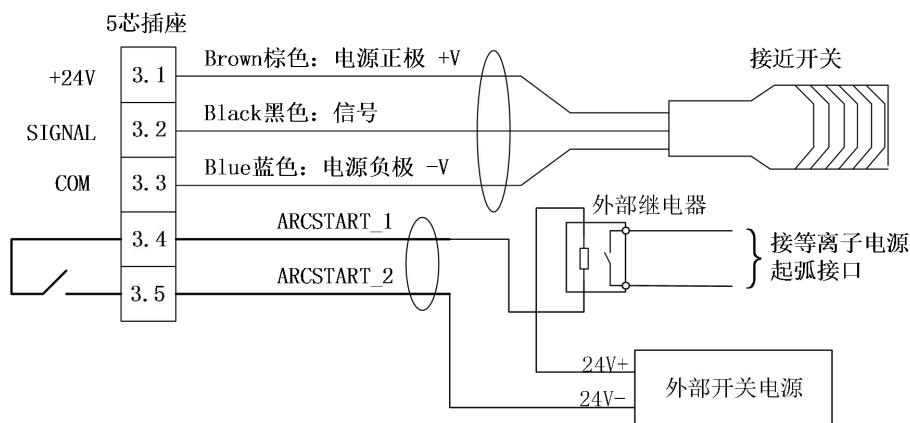 5芯插座
+24V 3.1 Brown棕色：电源正极 +V
接近开关
SIGNAL 3.2 Black黑色：信号
COM 3.3 Blue蓝色：电源负极 -V
外部继电器
3.4 ARCSTART_1
接等离子电源
起弧接口
3.5 ARCSTART_2
24V+
外部开关电源
24V-